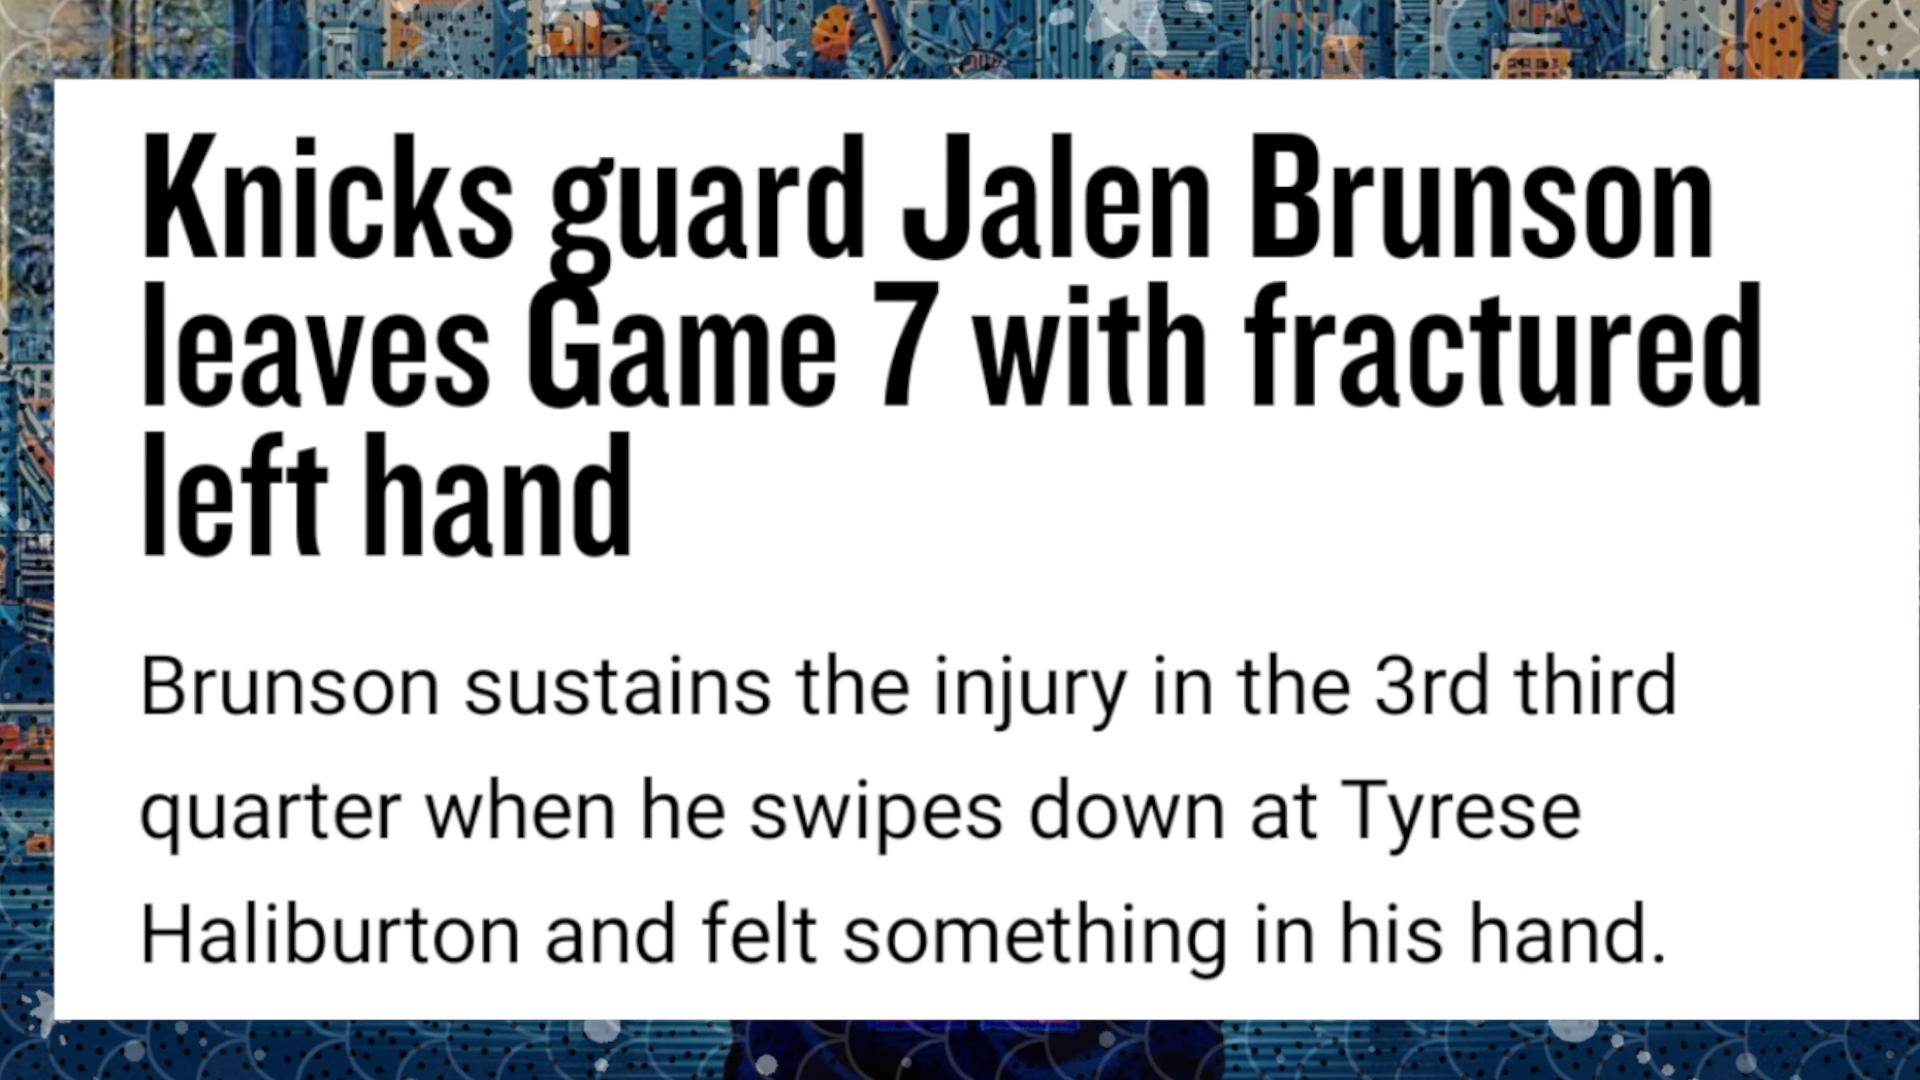 Knicks guard Jalen Brunson
leaves Game 7 with fractured
left hand
Brunson sustains the injury in the 3rd third
quarter when he swipes down at Tyrese
Haliburton and felt something in his hand.